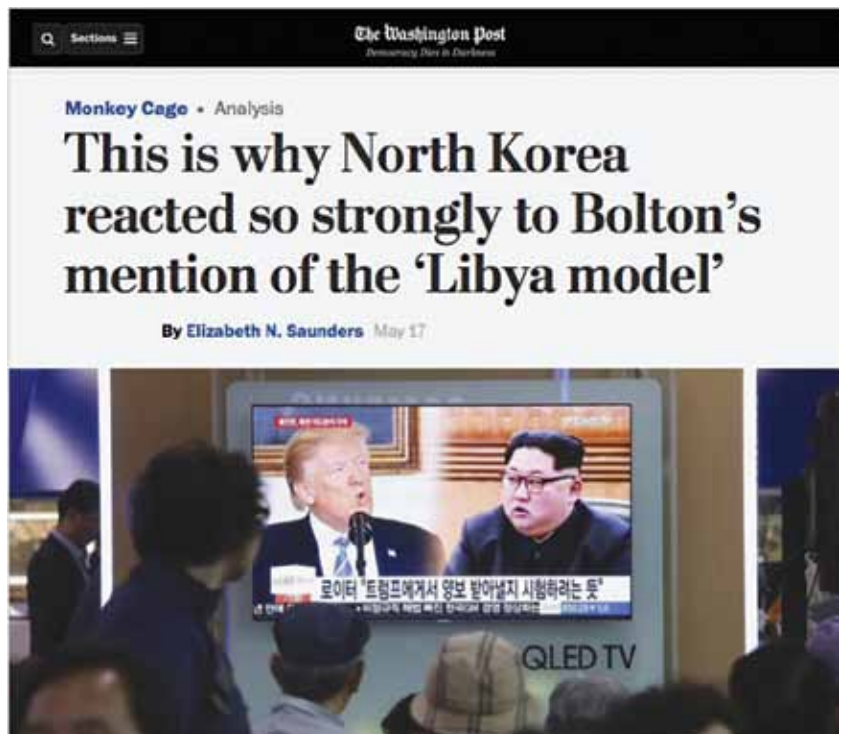 Sections
The Washington Post
Democracy Dies in Darkness
Monkey Cage • Analysis
This is why North Korea
reacted so strongly to Bolton’s
mention of the ‘Libya model’
By Elizabeth N. Saunders May 17
로이터 "트럼프에게서 양보 받아낼지 시험하려는 듯"
QLED TV